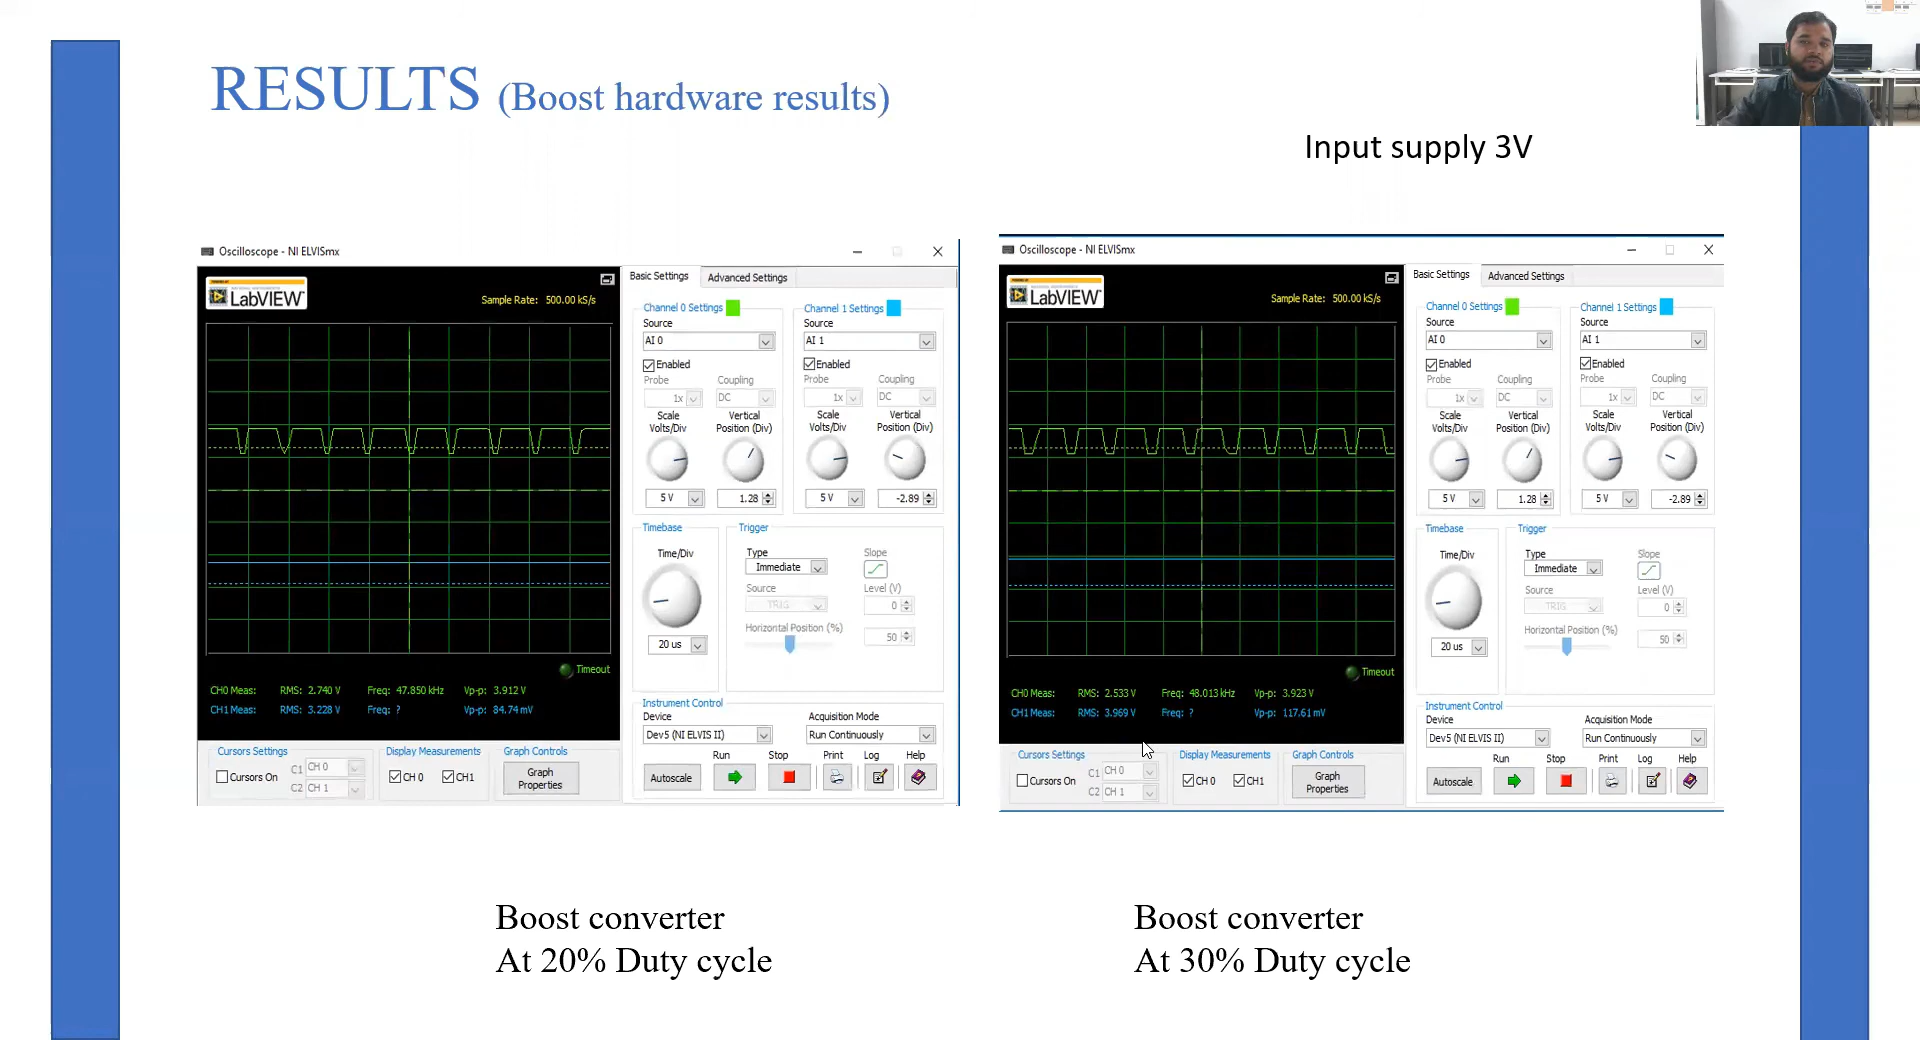 RESULTS (Boost hardware results)
Input supply 3V
Oscilloscope - NI ELVISmx
LabVIEW
Sample Rate: 500.00 kS/s
Timeout
CH0 Meas: RMS: 2.740 V Freq: 47.850 kHz Vp-p: 3.912 V
CH1 Meas: RMS: 3.228 V Freq: ? Vp-p: 84.74 mV
Basic Settings Advanced Settings
Channel 0 Settings Channel 1 Settings
Source Source
AI 0 AI 1
Enabled Enabled
Probe Coupling Probe Coupling
1x DC 1x DC
Scale Vertical Scale Vertical
Volts/Div Position (Div) Volts/Div Position (Div)
5 V 1.28 5 V -2.89
Timebase Trigger
Time/Div Type Slope
Immediate
Source Level (V)
TRIG 0
Horizontal Position (%)
20 us 50
Instrument Control
Device Acquisition Mode
Dev5 (NI ELVIS II) Run Continuously
Run Stop Print Log Help
Autoscale
Cursors Settings Display Measurements Graph Controls
Cursors On C1 CH 0 CH 0 CH1 Graph
C2 CH 1 Properties
Oscilloscope - NI ELVISmx
LabVIEW
Sample Rate: 500.00 kS/s
Timeout
CH0 Meas: RMS: 2.533 V Freq: 48.013 kHz Vp-p: 3.923 V
CH1 Meas: RMS: 3.969 V Freq: ? Vp-p: 117.61 mV
Basic Settings Advanced Settings
Channel 0 Settings Channel 1 Settings
Source Source
AI 0 AI 1
Enabled Enabled
Probe Coupling Probe Coupling
1x DC 1x DC
Scale Vertical Scale Vertical
Volts/Div Position (Div) Volts/Div Position (Div)
5 V 1.28 5 V -2.89
Timebase Trigger
Time/Div Type Slope
Immediate
Source Level (V)
TRIG 0
Horizontal Position (%)
20 us 50
Instrument Control
Device Acquisition Mode
Dev5 (NI ELVIS II) Run Continuously
Run Stop Print Log Help
Autoscale
Cursors Settings Display Measurements Graph Controls
Cursors On C1 CH 0 CH 0 CH1 Graph
C2 CH 1 Properties
Boost converter
At 20% Duty cycle
Boost converter
At 30% Duty cycle